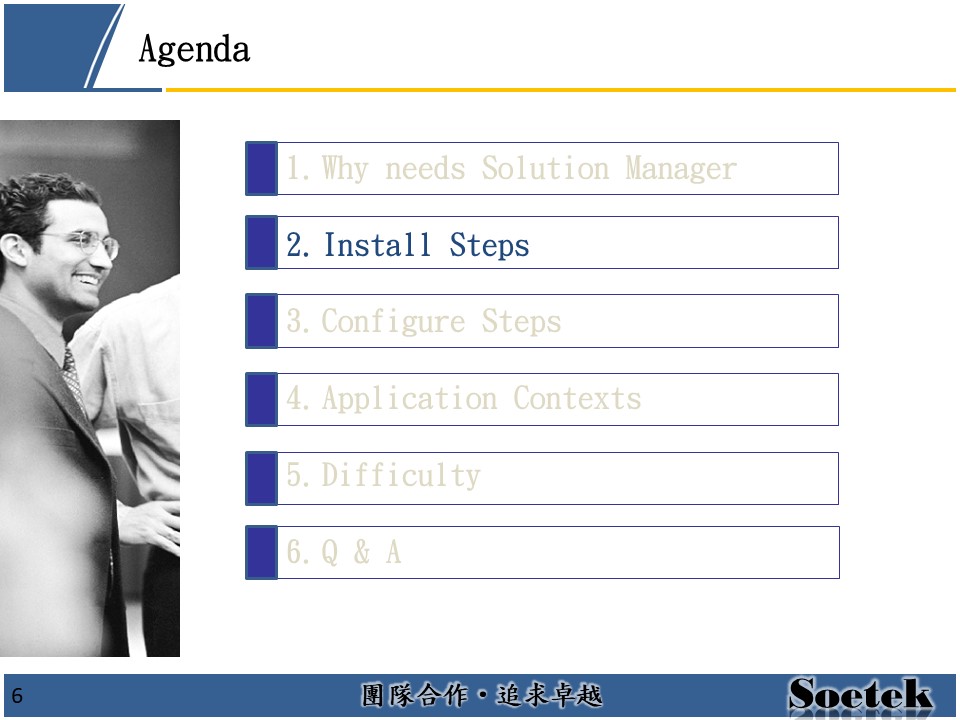 Agenda
1. Why needs Solution Manager
2. Install Steps
3. Configure Steps
4. Application Contexts
5. Difficulty
6. Q & A
6
團隊合作・追求卓越
Soetek